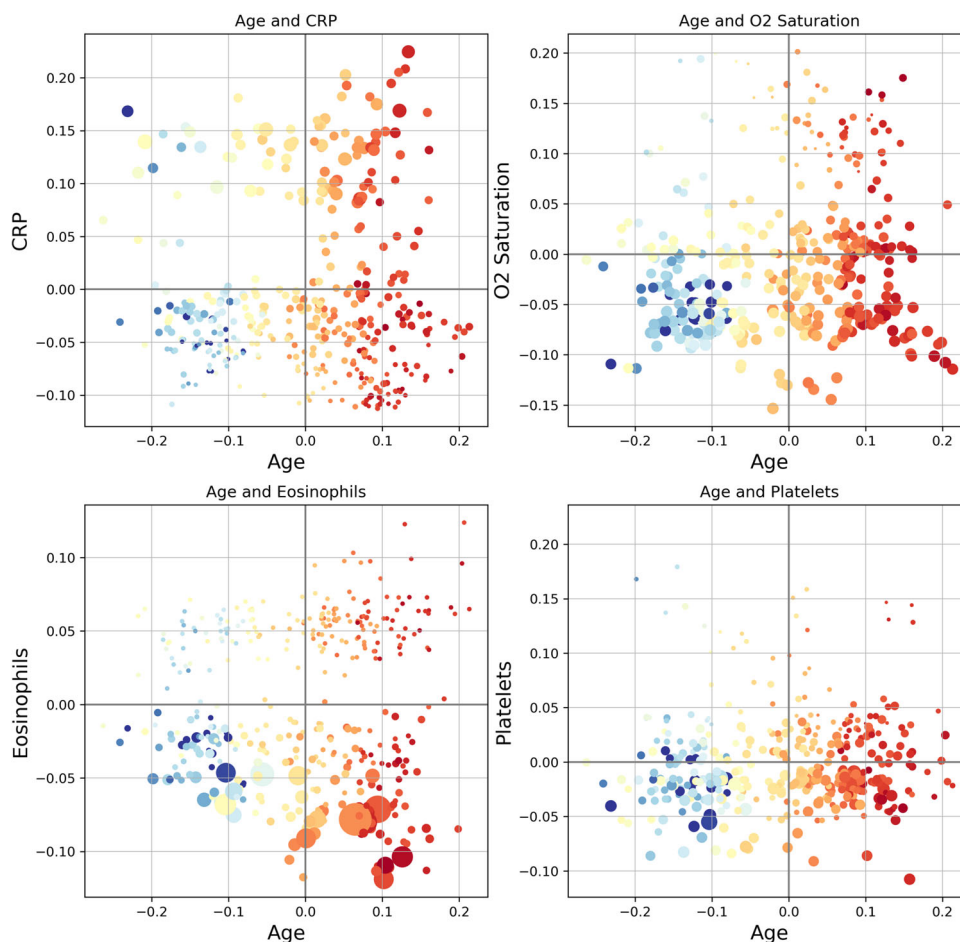 Age and CRP
CRP
0.20
0.15
0.10
0.05
0.00
−0.05
−0.10
−0.2 −0.1 0.0 0.1 0.2
Age
Age and O2 Saturation
O2 Saturation
0.20
0.15
0.10
0.05
0.00
−0.05
−0.10
−0.15
−0.2 −0.1 0.0 0.1 0.2
Age
Age and Eosinophils
Eosinophils
0.10
0.05
0.00
−0.05
−0.10
−0.2 −0.1 0.0 0.1 0.2
Age
Age and Platelets
Platelets
0.20
0.15
0.10
0.05
0.00
−0.05
−0.10
−0.2 −0.1 0.0 0.1 0.2
Age